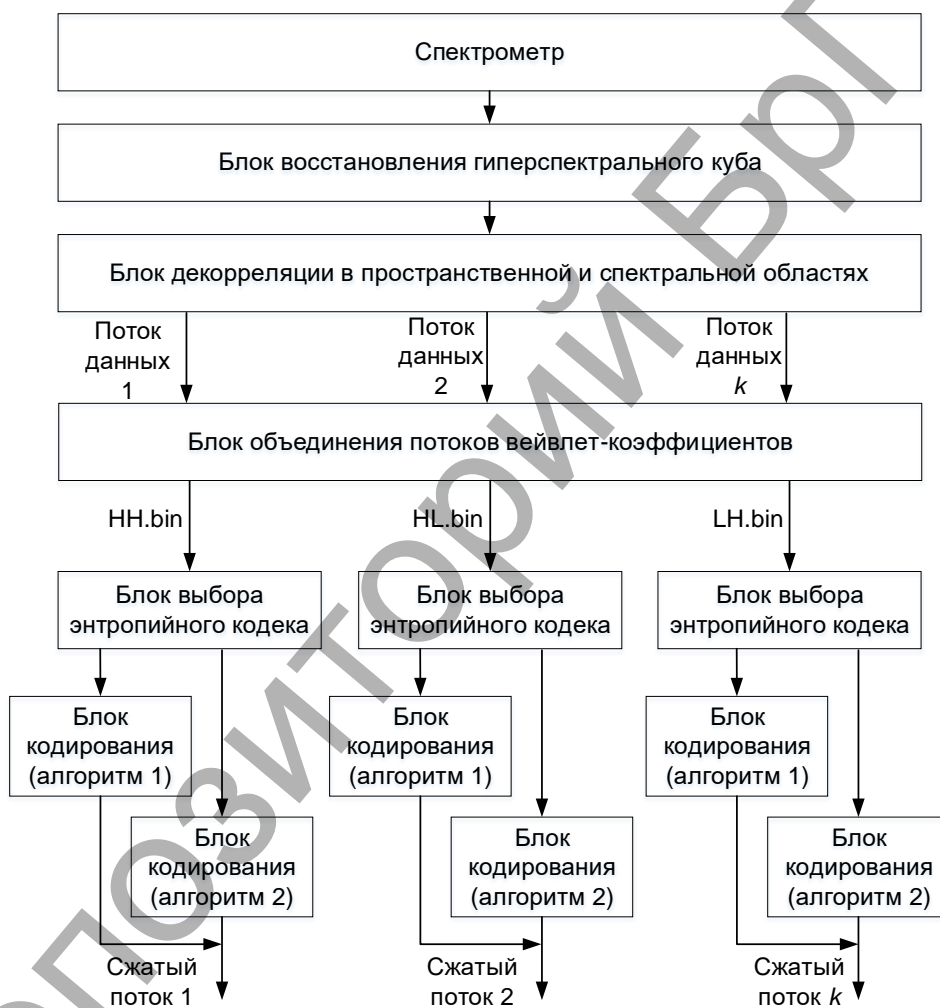 Спектрометр
Блок восстановления гиперспектрального куба
Блок декорреляции в пространственной и спектральной областях
Поток
данных
1
Поток
данных
2
Поток
данных
k
Блок объединения потоков вейвлет-коэффициентов
HH.bin
HL.bin
LH.bin
Блок выбора
энтропийного кодека
Блок выбора
энтропийного кодека
Блок выбора
энтропийного кодека
Блок
кодирования
(алгоритм 1)
Блок
кодирования
(алгоритм 1)
Блок
кодирования
(алгоритм 1)
Блок
кодирования
(алгоритм 2)
Блок
кодирования
(алгоритм 2)
Блок
кодирования
(алгоритм 2)
Сжатый
поток 1
Сжатый
поток 2
Сжатый
поток k
позиторий БрГ